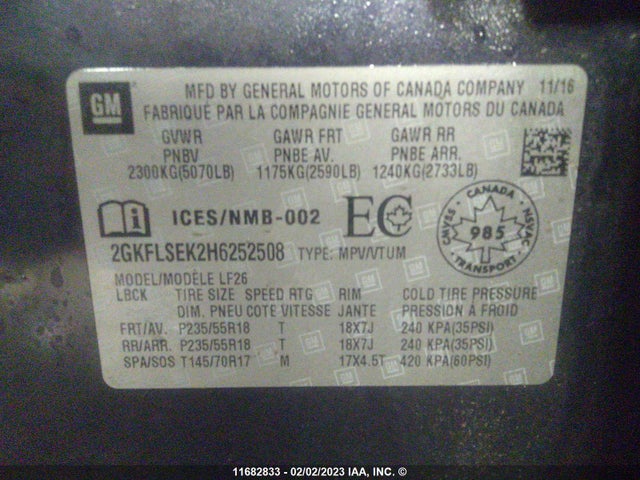 GM
MFD BY GENERAL MOTORS OF CANADA COMPANY 11/16
FABRIQUÉ PAR LA COMPAGNIE GENERAL MOTORS DU CANADA
GVWR GAWR FRT GAWR RR
PNBV PNBE AV. PNBE ARR.
2300KG(5070LB) 1175KG(2590LB) 1240KG(2733LB)
ICES/NMB-002 EC
CANADA
CMVSS 985 NSVAC
TRANSPORT
2GKFLSEK2H6252508 TYPE: MPV/VTUM
MODEL/MODÈLE LF26
LBCK TIRE SIZE SPEED RTG RIM COLD TIRE PRESSURE
DIM. PNEU COTE VITESSE JANTE PRESSION À FROID
FRT/AV. P235/55R18 T 18X7J 240 KPA(35PSI)
RR/ARR. P235/55R18 T 18X7J 240 KPA(35PSI)
SPA/SOS T145/70R17 M 17X4.5T 420 KPA(60PSI)
11682833 - 02/02/2023 IAA, INC. ©